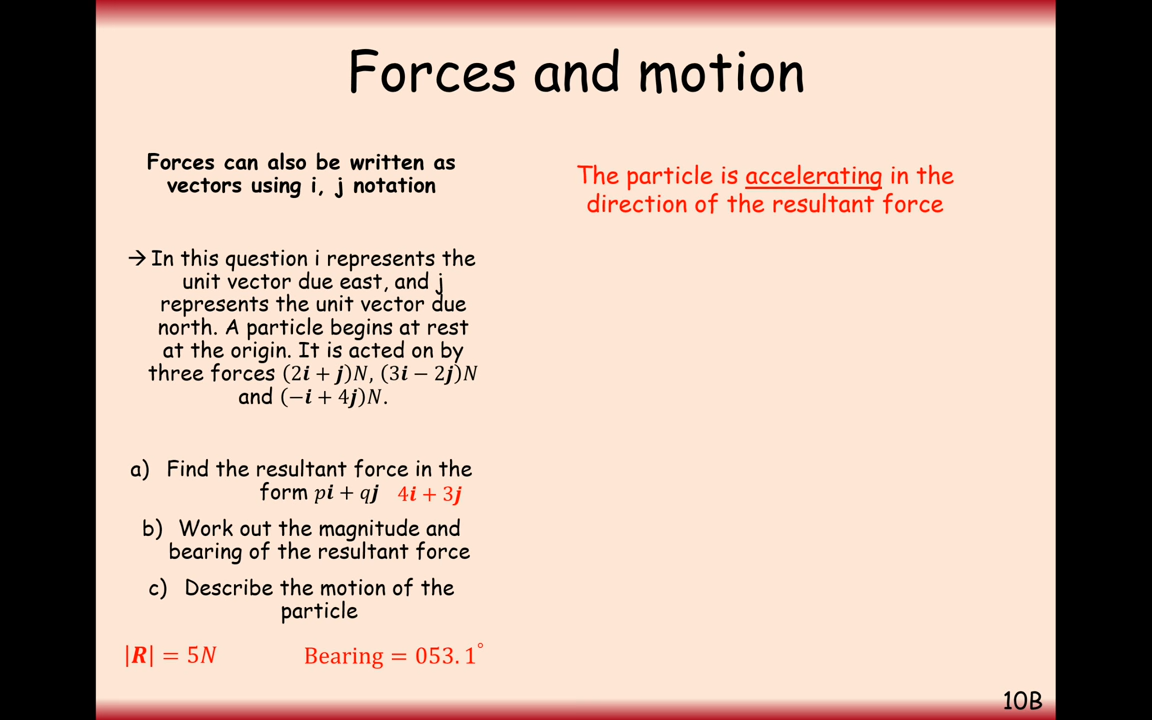 Forces and motion
Forces can also be written as
vectors using i, j notation
→ In this question i represents the
unit vector due east, and j
represents the unit vector due
north. A particle begins at rest
at the origin. It is acted on by
three forces (2𝒊 + 𝒋)𝑁, (3𝒊 − 2𝒋)𝑁
and (−𝒊 + 4𝒋)𝑁.
a) Find the resultant force in the
form 𝑝𝒊 + 𝑞𝒋 4𝒊 + 3𝒋
b) Work out the magnitude and
bearing of the resultant force
c) Describe the motion of the
particle
|𝑹| = 5𝑁 Bearing = 053.1°
The particle is accelerating in the
direction of the resultant force
10B